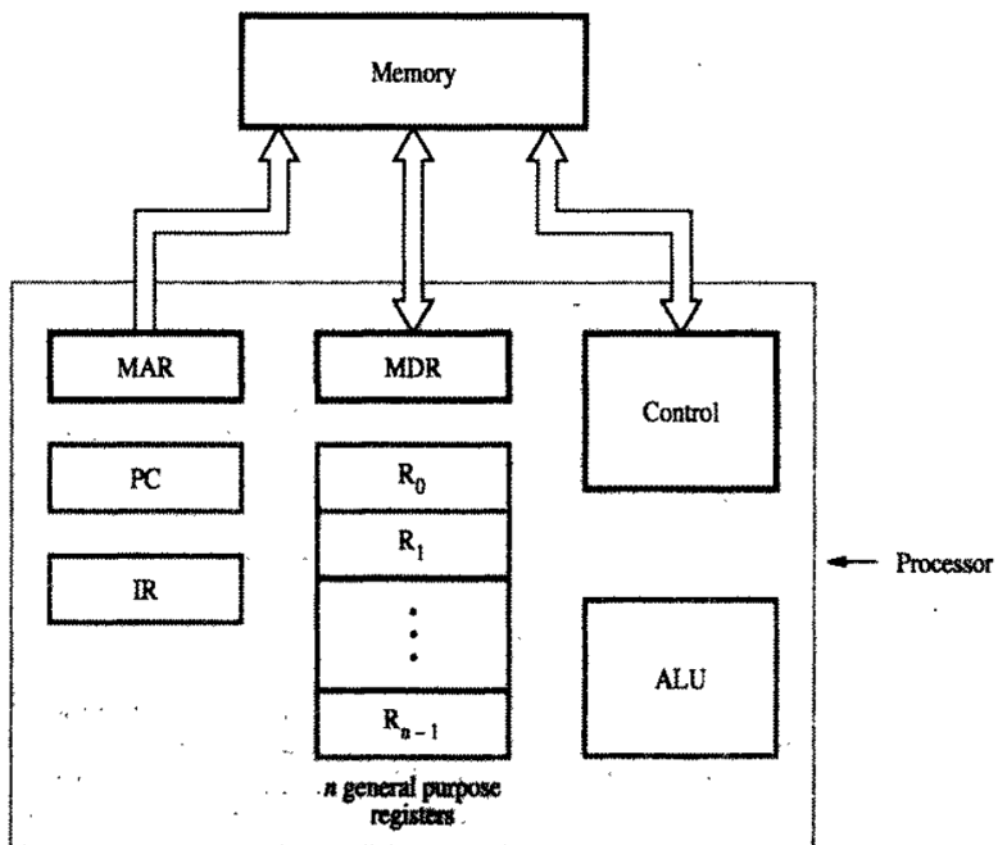 Memory
MAR
MDR
Control
PC
R0
R1
IR
Processor
ALU
Rn – 1
n general purpose
registers